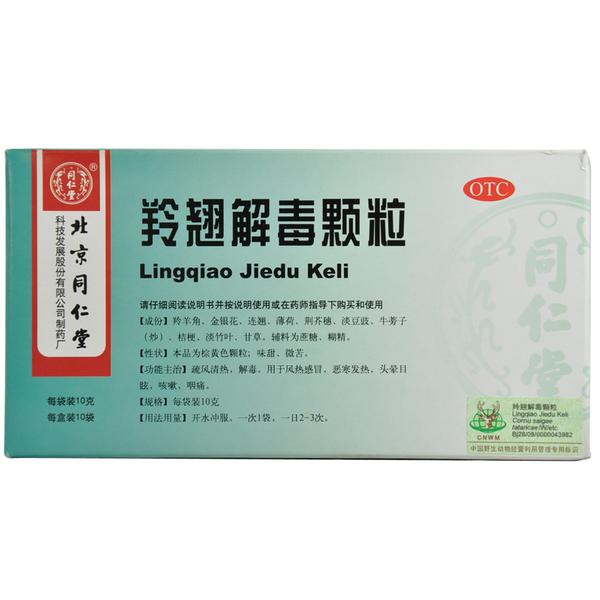 同仁堂
®
北京同仁堂
科技发展股份有限公司制药厂
每袋装10克
每盒装10袋
OTC
羚翘解毒颗粒
Lingqiao Jiedu Keli
请仔细阅读说明书并按说明使用或在药师指导下购买和使用
【成份】羚羊角、金银花、连翘、薄荷、荆芥穗、淡豆豉、牛蒡子
（炒）、桔梗、淡竹叶、甘草。辅料为蔗糖、糊精。
【性状】本品为棕黄色颗粒；味甜、微苦。
【功能主治】疏风清热，解毒。用于风热感冒，恶寒发热，头晕目
眩，咳嗽，咽痛。
【规格】每袋装10克
【用法用量】开水冲服。一次1袋，一日2~3次。
同仁堂
CNWM
羚翘解毒颗粒
Lingqiao Jiedu Keli
Cornu saigae
tataricae/W/etc
Bj28/09/0000043982
中国野生动物经营利用管理专用标识